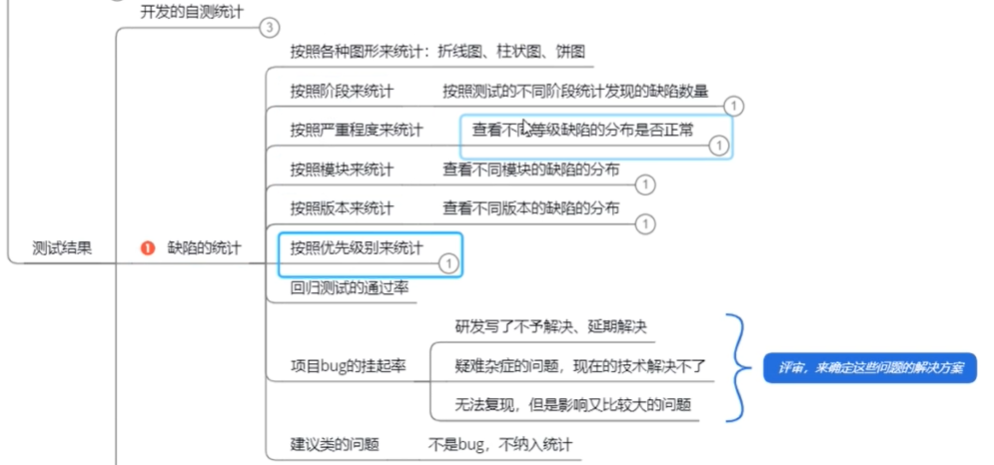 开发的自测统计
3
按照各种图形来统计：折线图、柱状图、饼图
按照阶段来统计 按照测试的不同阶段统计发现的缺陷数量
1
按照严重程度来统计 查看不同等级缺陷的分布是否正常
1
按照模块来统计 查看不同模块的缺陷的分布
1
按照版本来统计 查看不同版本的缺陷的分布
1
测试结果 缺陷的统计 按照优先级别来统计
1
回归测试的通过率
研发写了不予解决、延期解决
项目bug的挂起率 疑难杂症的问题，现在的技术解决不了 评审，来确定这些问题的解决方案
无法复现，但是影响又比较大的问题
建议类的问题 不是bug，不纳入统计